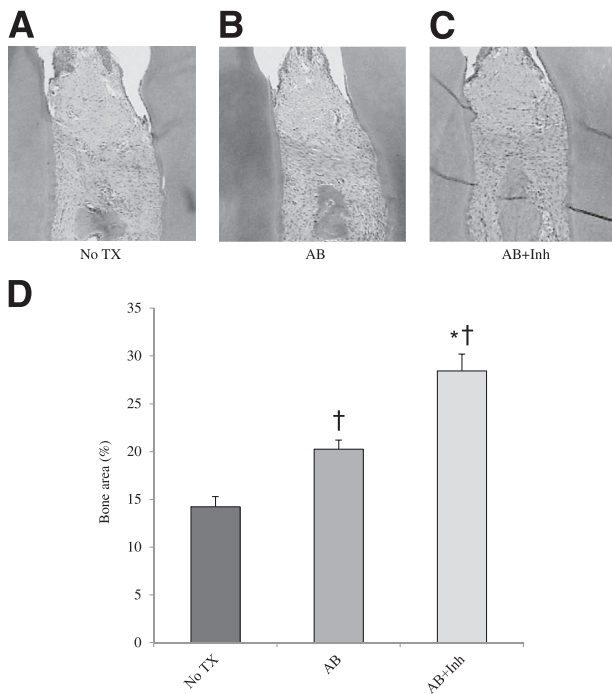 A B C
No TX AB AB+Inh
D
35
30
25
20
15
10
5
0
Bone area (%)
†
*†
No TX AB AB+Inh